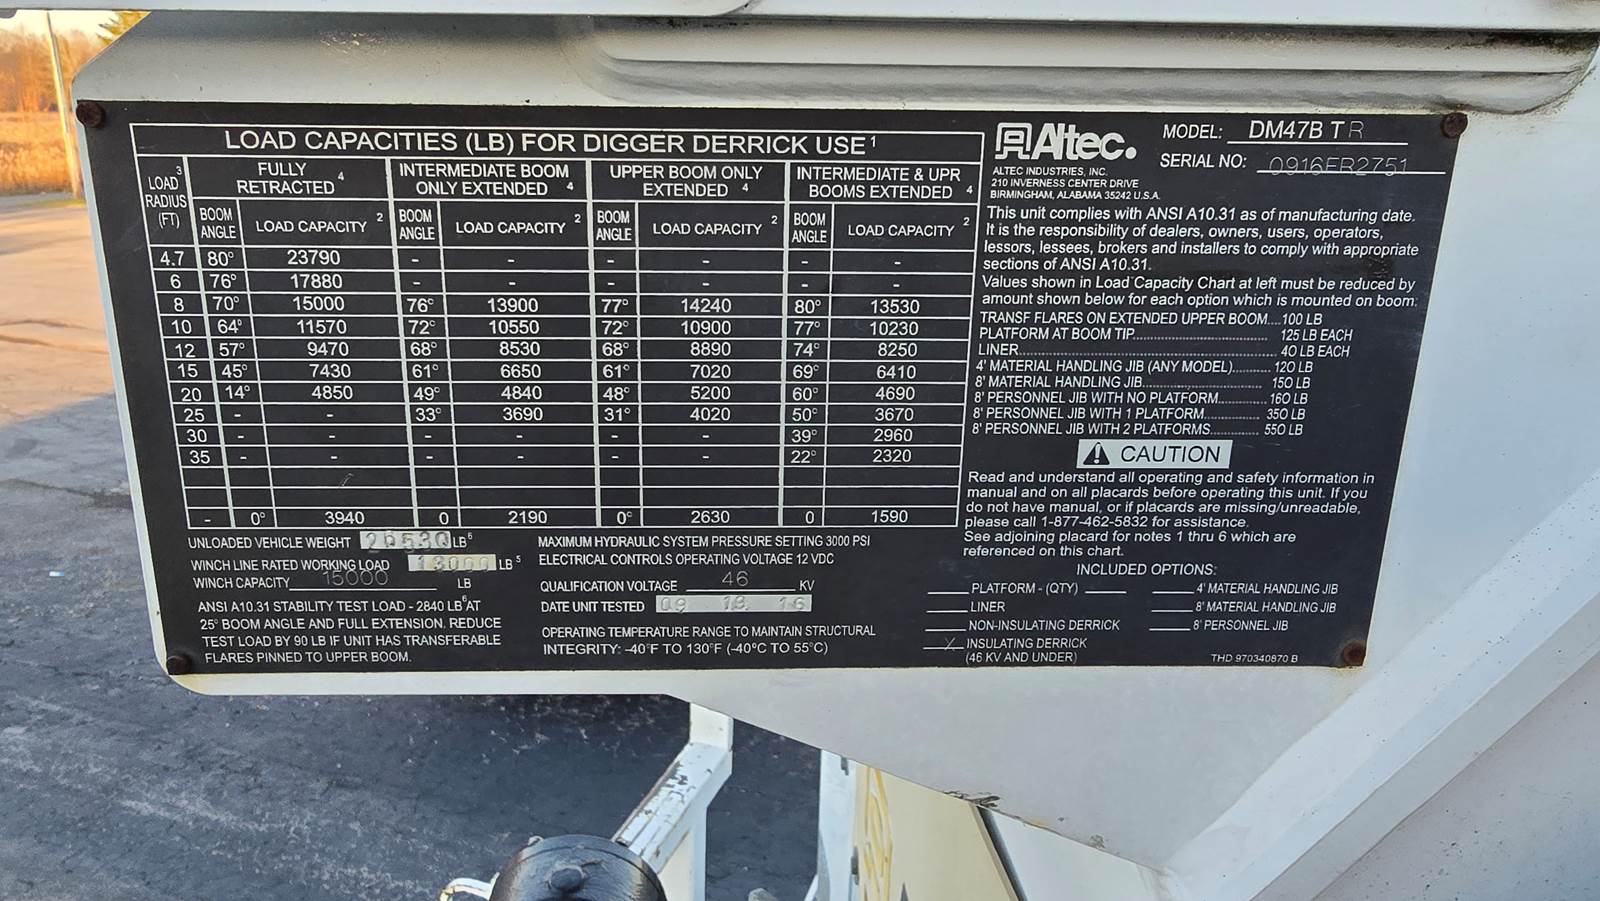 LOAD CAPACITIES (LB) FOR DIGGER DERRICK USE 1
LOAD 3 RADIUS (FT)
FULLY RETRACTED 4
INTERMEDIATE BOOM ONLY EXTENDED 4
UPPER BOOM ONLY EXTENDED 4
INTERMEDIATE & UPR BOOMS EXTENDED 4
BOOM ANGLE LOAD CAPACITY 2 BOOM ANGLE LOAD CAPACITY 2 BOOM ANGLE LOAD CAPACITY 2 BOOM ANGLE LOAD CAPACITY 2
4.7 80° 23790 - - - - - -
6 76° 17880 - - - - - -
8 70° 15000 76° 13900 77° 14240 80° 13530
10 64° 11570 72° 10550 72° 10900 77° 10230
12 57° 9470 68° 8530 68° 8890 74° 8250
15 45° 7430 61° 6650 61° 7020 69° 6410
20 14° 4850 49° 4840 48° 5200 60° 4690
25 - - 33° 3690 31° 4020 50° 3670
30 - - - - - - 39° 2960
35 - - - - - - 22° 2320
- 0° 3940 0 2190 0° 2630 0 1590
UNLOADED VEHICLE WEIGHT LB 6
WINCH LINE RATED WORKING LOAD 13000 LB 5
WINCH CAPACITY 15000 LB
ANSI A10.31 STABILITY TEST LOAD - 2840 LB 6 AT
25° BOOM ANGLE AND FULL EXTENSION. REDUCE
TEST LOAD BY 90 LB IF UNIT HAS TRANSFERABLE
FLARES PINNED TO UPPER BOOM.
MAXIMUM HYDRAULIC SYSTEM PRESSURE SETTING 3000 PSI
ELECTRICAL CONTROLS OPERATING VOLTAGE 12 VDC
QUALIFICATION VOLTAGE 46 KV
DATE UNIT TESTED 09 19 16
OPERATING TEMPERATURE RANGE TO MAINTAIN STRUCTURAL
INTEGRITY: -40°F TO 130°F (-40°C TO 55°C)
Altec.
ALTEC INDUSTRIES, INC.
210 INVERNESS CENTER DRIVE
BIRMINGHAM, ALABAMA 35242 U.S.A.
MODEL: DM47B TR
SERIAL NO: 0916FR2751
This unit complies with ANSI A10.31 as of manufacturing date.
It is the responsibility of dealers, owners, users, operators,
lessors, lessees, brokers and installers to comply with appropriate
sections of ANSI A10.31.
Values shown in Load Capacity Chart at left must be reduced by
amount shown below for each option which is mounted on boom:
TRANSF FLARES ON EXTENDED UPPER BOOM....100 LB
PLATFORM AT BOOM TIP... 125 LB EACH
LINER... 40 LB EACH
4' MATERIAL HANDLING JIB (ANY MODEL)... 120 LB
8' MATERIAL HANDLING JIB... 150 LB
8' PERSONNEL JIB WITH NO PLATFORM... 160 LB
8' PERSONNEL JIB WITH 1 PLATFORM... 350 LB
8' PERSONNEL JIB WITH 2 PLATFORMS... 550 LB
CAUTION
Read and understand all operating and safety information in
manual and on all placards before operating this unit. If you
do not have manual, or if placards are missing/unreadable,
please call 1-877-462-5832 for assistance.
See adjoining placard for notes 1 thru 6 which are
referenced on this chart.
INCLUDED OPTIONS:
PLATFORM - (QTY)
LINER
NON-INSULATING DERRICK
X INSULATING DERRICK
(46 KV AND UNDER)
4' MATERIAL HANDLING JIB
8' MATERIAL HANDLING JIB
8' PERSONNEL JIB
THD 970340870 B